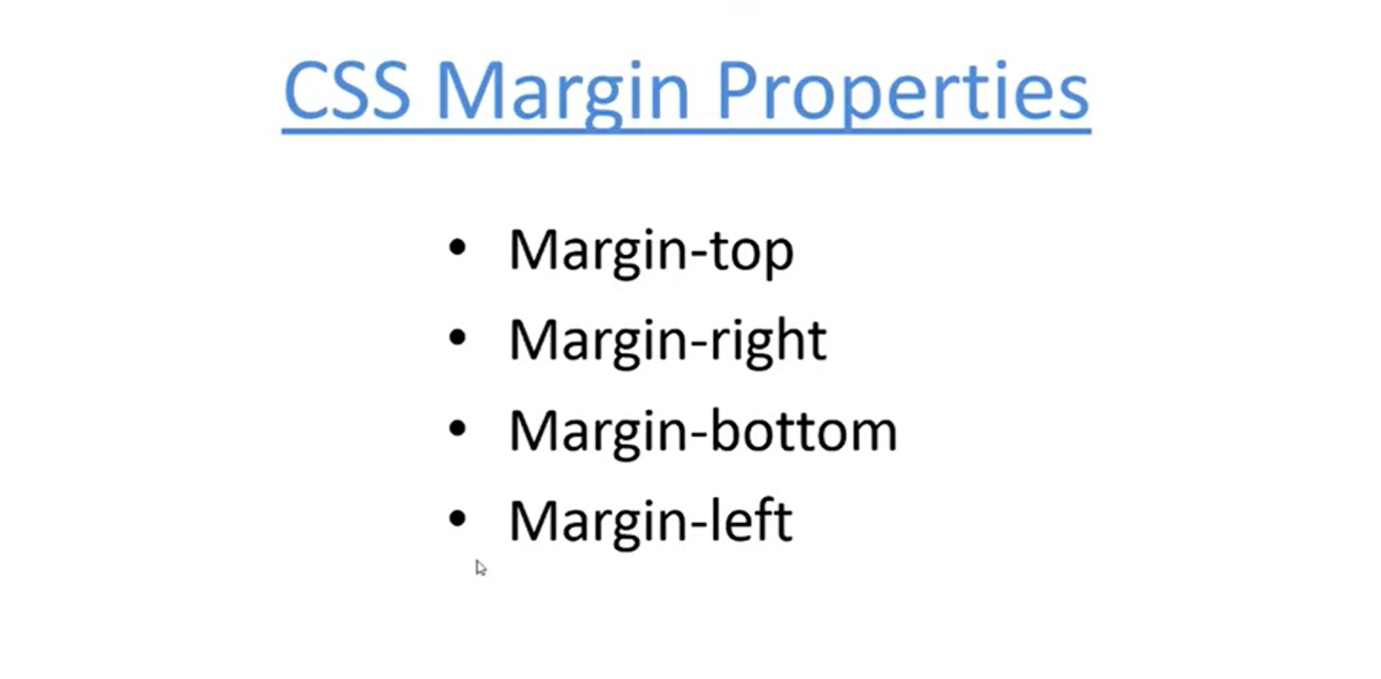 CSS Margin Properties
• Margin-top
• Margin-right
• Margin-bottom
• Margin-left